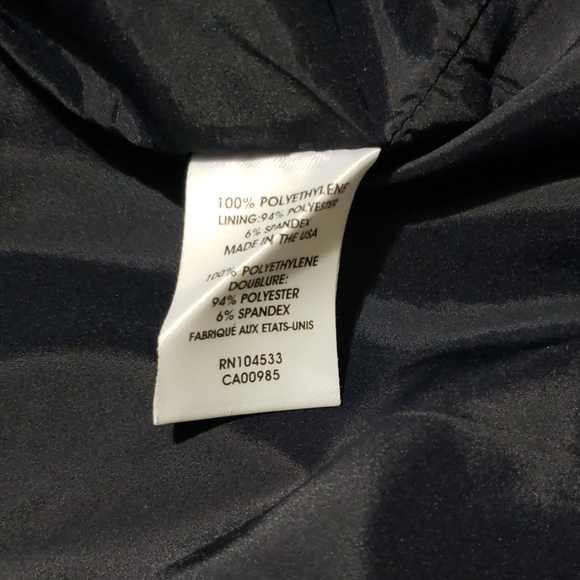 100% POLYETHYLENE
LINING:94% POLYESTER
6% SPANDEX
MADE IN THE USA
100% POLYETHYLENE
DOUBLURE:
94% POLYESTER
6% SPANDEX
FABRIQUÉ AUX ETATS-UNIS
RN104533
CA00985